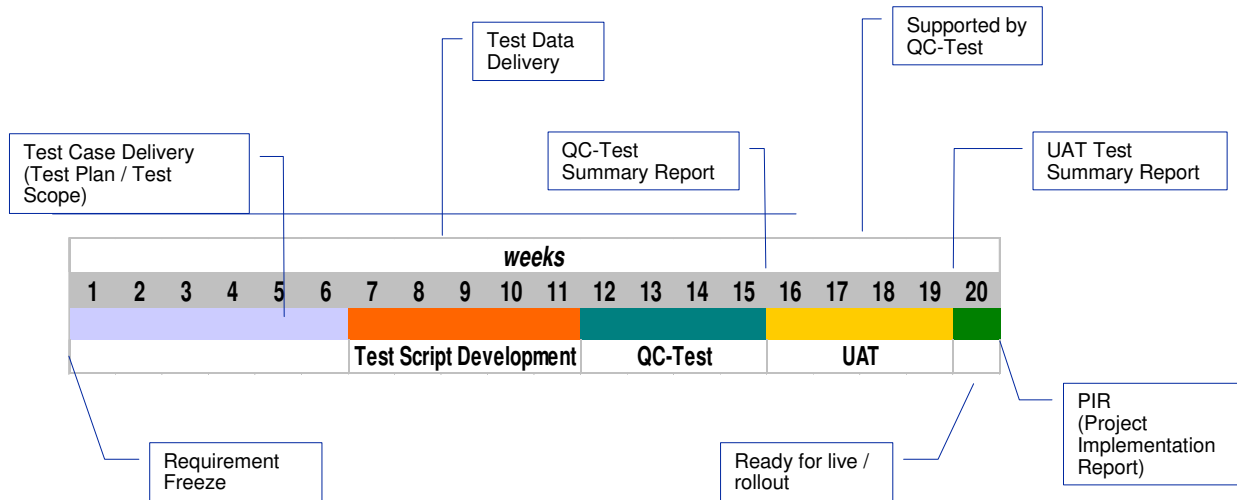 Test Data
Delivery
Supported by
QC-Test
Test Case Delivery
(Test Plan / Test
Scope)
QC-Test
Summary Report
UAT Test
Summary Report
weeks
1 2 3 4 5 6 7 8 9 10 11 12 13 14 15 16 17 18 19 20
Test Script Development QC-Test UAT
Requirement
Freeze
Ready for live /
rollout
PIR
(Project
Implementation
Report)